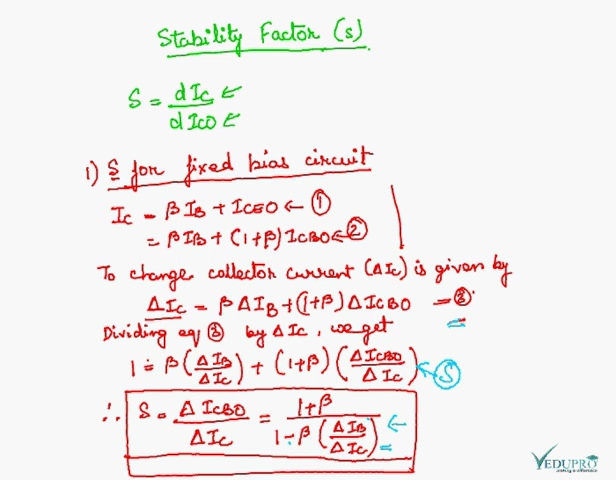 Stability Factor (s)
S = dIc / dIco
1) S for fixed bias circuit
Ic = βIB + ICEO ← ①
= βIB + (1+β) ICBO ← ②
To change collector current (ΔIc) is given by
ΔIc = βΔIB + (1+β) ΔICBO = ③
Dividing eq ③ by ΔIc, we get
1 = β(ΔIB/ΔIc) + (1+β) (ΔICBO/ΔIc) ← Ⓢ
∴ S = ΔICBO/ΔIc = 1+β / 1-β(ΔIB/ΔIc) ←
VEDUPRO